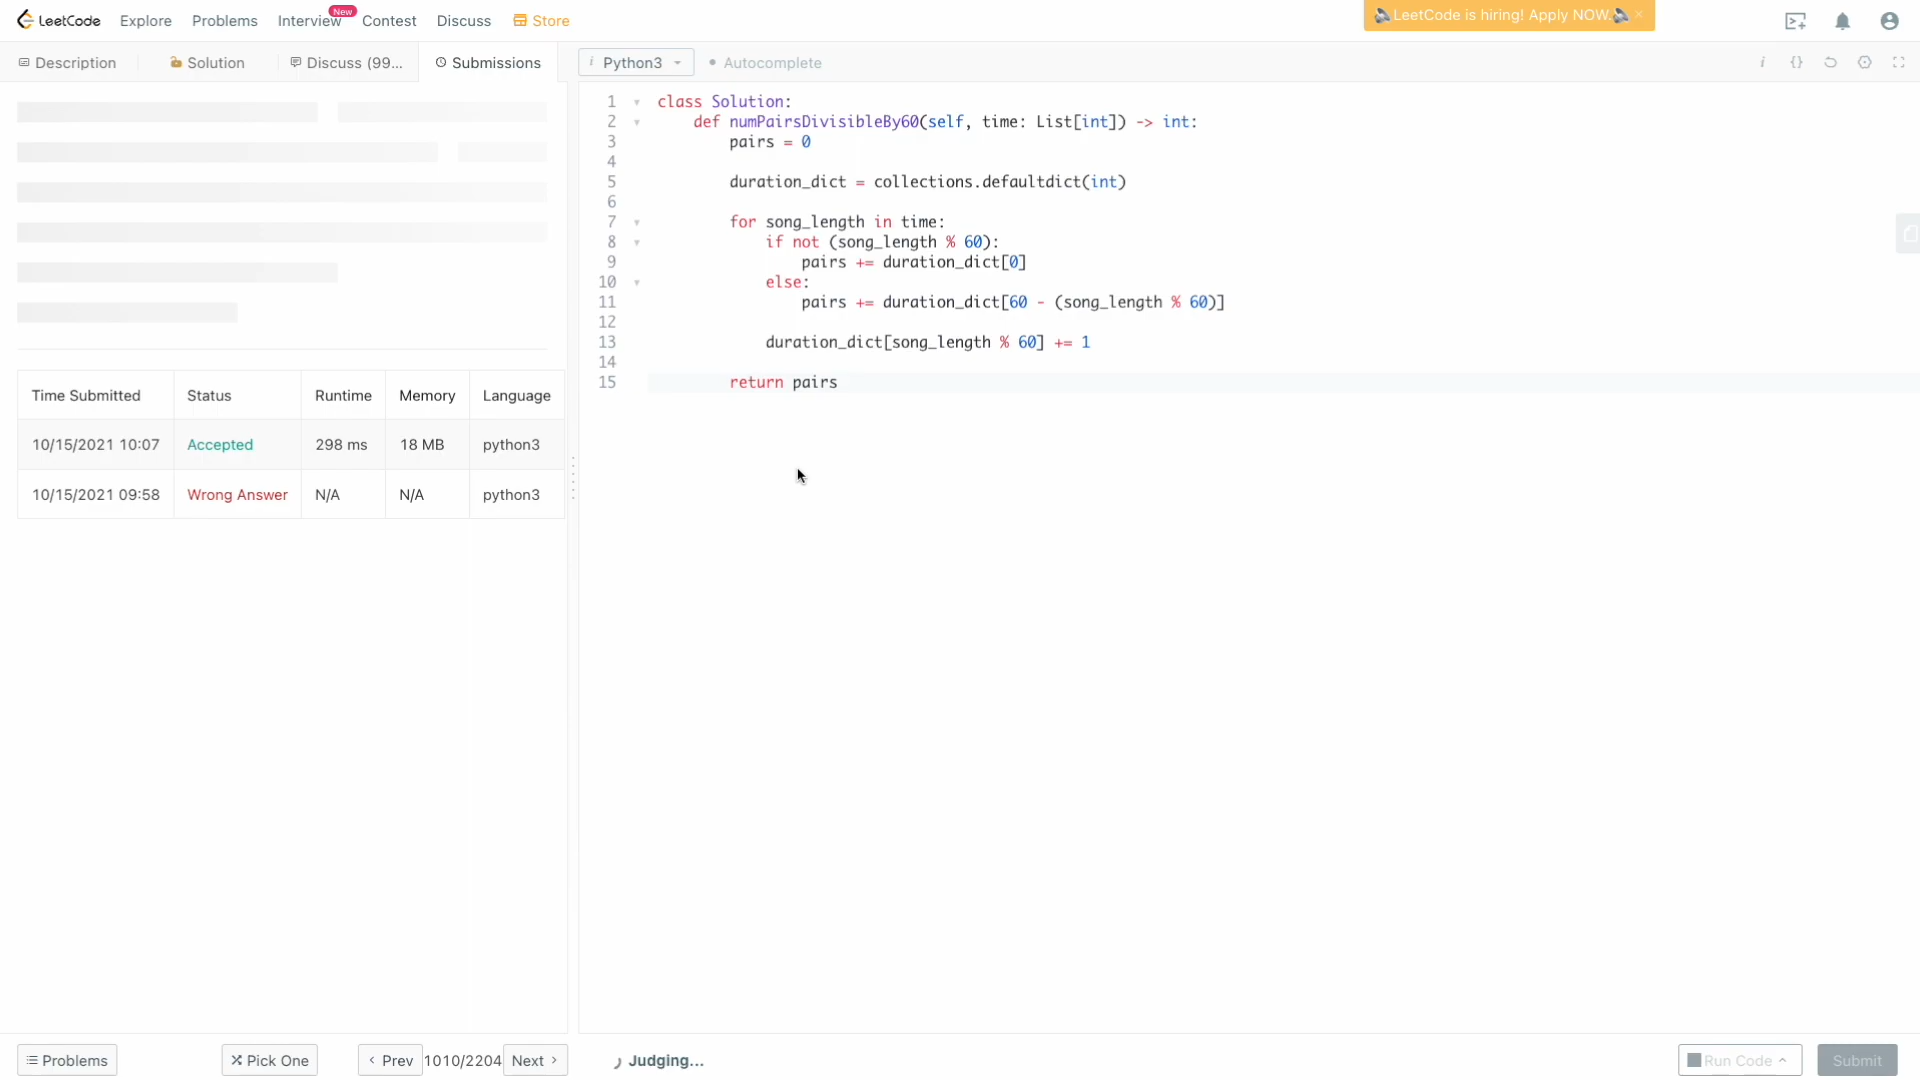 LeetCode Explore Problems Interview New Contest Discuss Store
LeetCode is hiring! Apply NOW.
Description Solution Discuss (99... Submissions
i Python3 Autocomplete i {}
1 class Solution:
2 def numPairsDivisibleBy60(self, time: List[int]) -> int:
3 pairs = 0
4
5 duration_dict = collections.defaultdict(int)
6
7 for song_length in time:
8 if not (song_length % 60):
9 pairs += duration_dict[0]
10 else:
11 pairs += duration_dict[60 - (song_length % 60)]
12
13 duration_dict[song_length % 60] += 1
14
15 return pairs
Time Submitted Status Runtime Memory Language
10/15/2021 10:07 Accepted 298 ms 18 MB python3
10/15/2021 09:58 Wrong Answer N/A N/A python3
Problems Pick One Prev 1010/2204 Next Judging... Run Code Submit